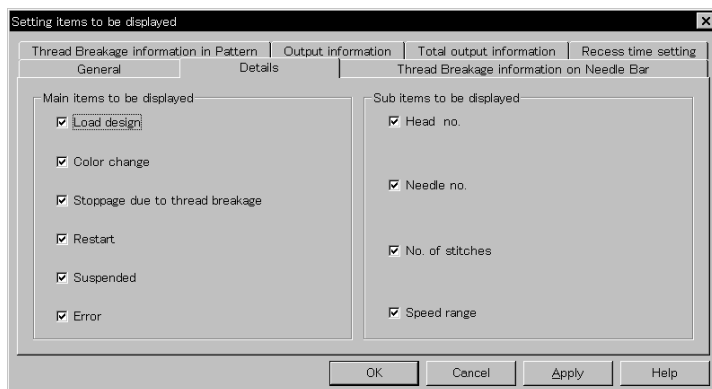 Setting items to be displayed
Thread Breakage information in Pattern Output information Total output information Recess time setting
General Details Thread Breakage information on Needle Bar
Main items to be displayed Sub items to be displayed
Load design Head no.
Color change
Needle no.
Stoppage due to thread breakage
Restart
No. of stitches
Suspended
Error Speed range
OK Cancel Apply Help